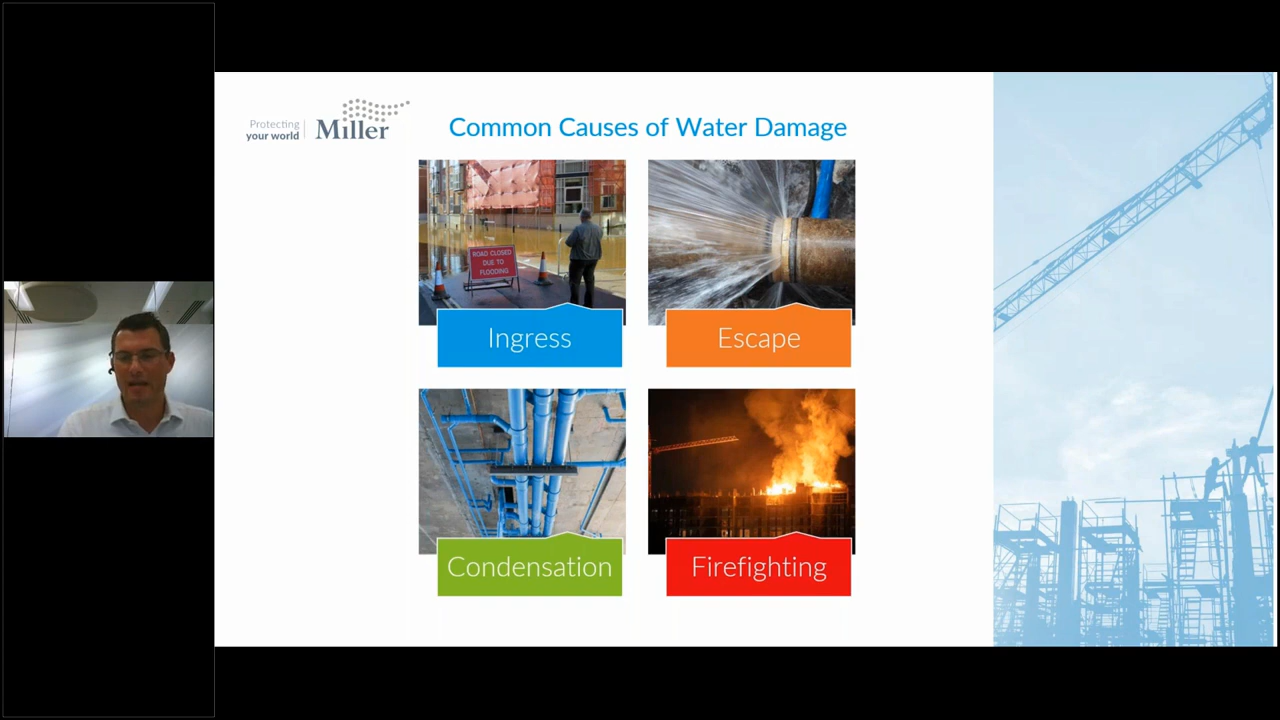 Protecting
your world
Miller
Common Causes of Water Damage
ROAD CLOSED
DUE TO
FLOODING
Ingress
Escape
Condensation
Firefighting